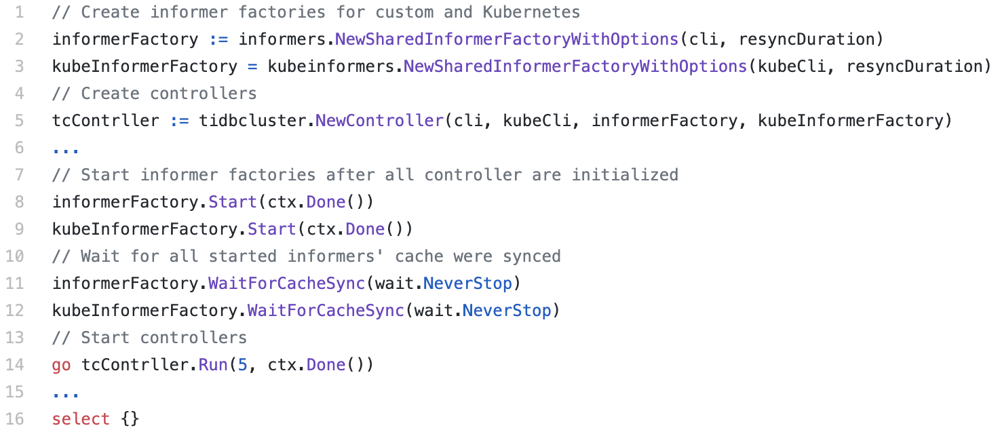 1 // Create informer factories for custom and Kubernetes
2 informerFactory := informers.NewSharedInformerFactoryWithOptions(cli, resyncDuration)
3 kubeInformerFactory = kubeinformers.NewSharedInformerFactoryWithOptions(kubeCli, resyncDuration)
4 // Create controllers
5 tcContrller := tidbcluster.NewController(cli, kubeCli, informerFactory, kubeInformerFactory)
6 ...
7 // Start informer factories after all controller are initialized
8 informerFactory.Start(ctx.Done())
9 kubeInformerFactory.Start(ctx.Done())
10 // Wait for all started informers' cache were synced
11 informerFactory.WaitForCacheSync(wait.NeverStop)
12 kubeInformerFactory.WaitForCacheSync(wait.NeverStop)
13 // Start controllers
14 go tcContrller.Run(5, ctx.Done())
15 ...
16 select {}